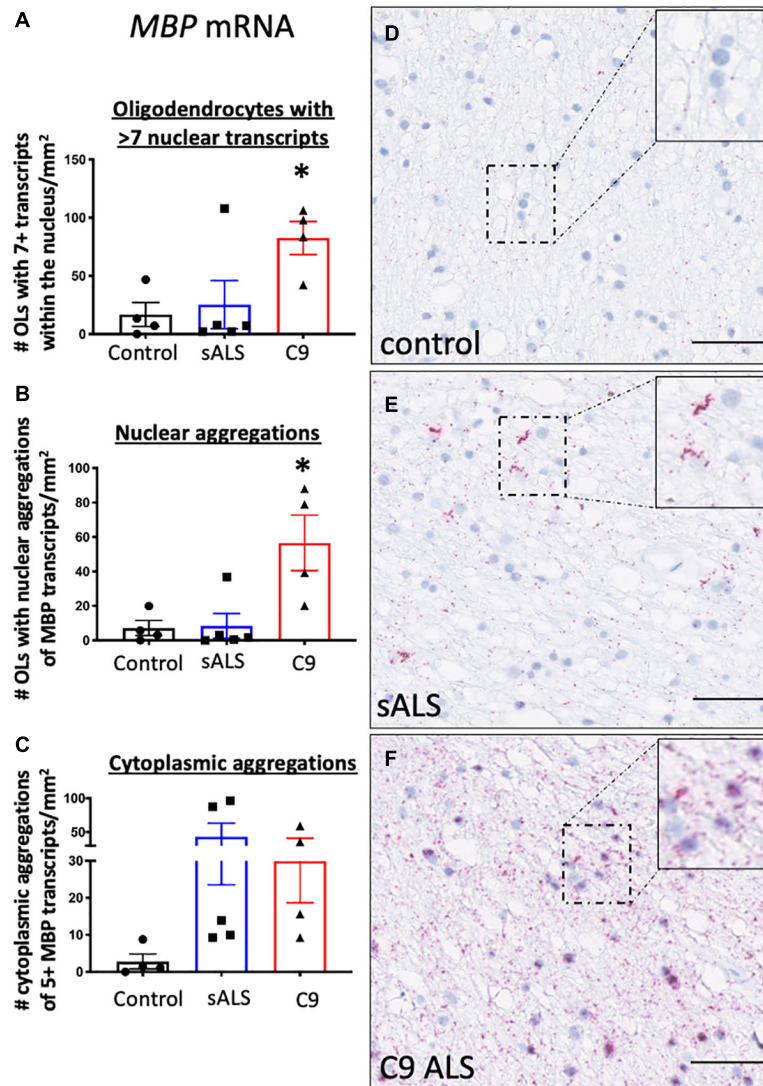 A
MBP mRNA
Oligodendrocytes with
>7 nuclear transcripts
# OLs with 7+ transcripts
within the nucleus/mm²
150
100
50
0
*
Control
sALS
C9
B
Nuclear aggregations
# OLs with nuclear aggregations
of MBP transcripts/mm²
100
80
60
40
20
0
*
Control
sALS
C9
C
Cytoplasmic aggregations
# cytoplasmic aggregations
of 5+ MBP transcripts/mm²
100
50
30
20
10
0
Control
sALS
C9
D
control
E
sALS
F
C9 ALS